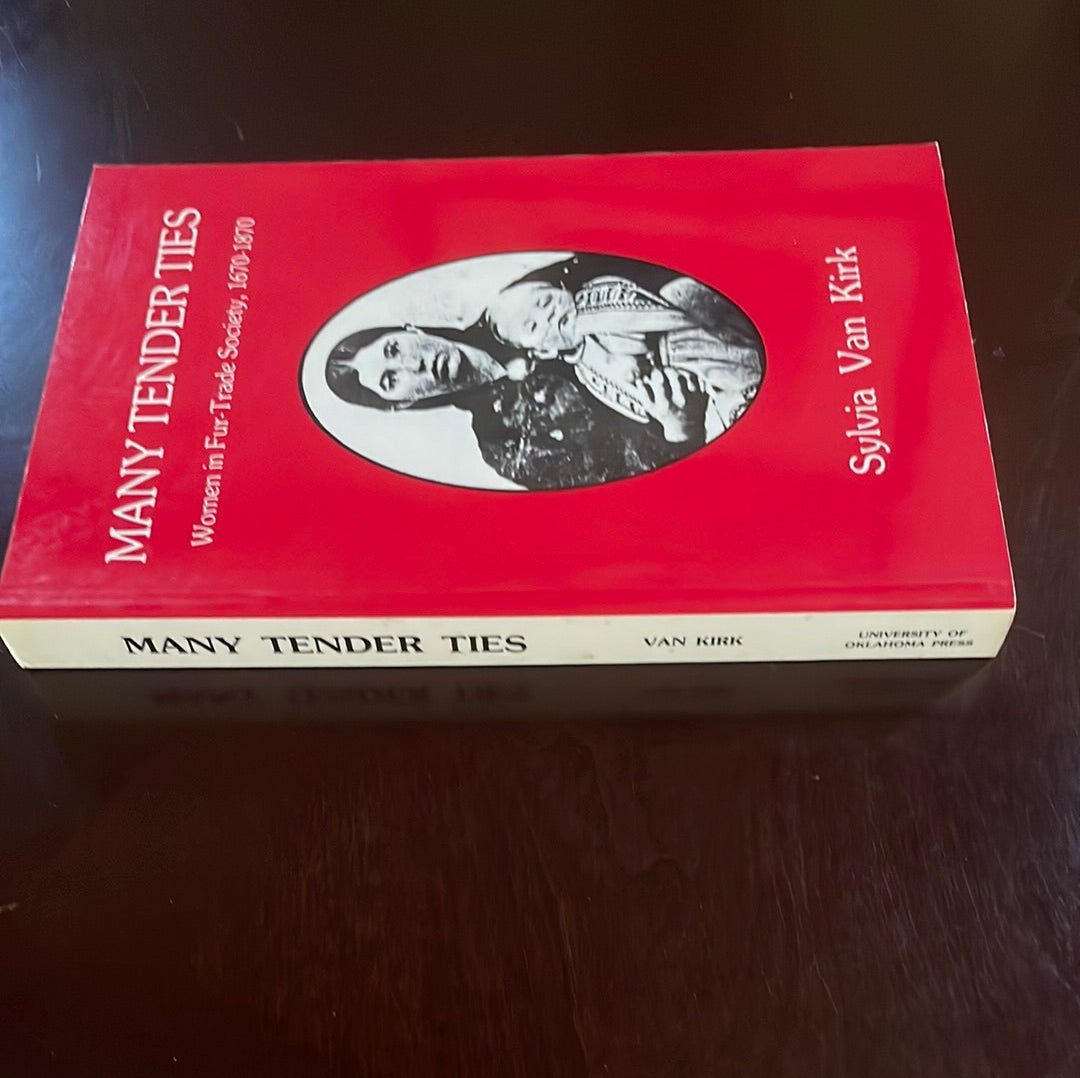 MANY TENDER TIES
Women in Fur-Trade Society, 1670-1870
Sylvia Van Kirk
MANY TENDER TIES
VAN KIRK
UNIVERSITY OF
OKLAHOMA PRESS